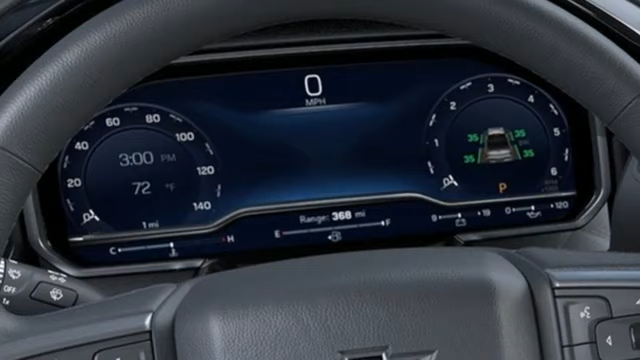 0
MPH
20 40 60 80 100 120 140
3:00 PM
72 °F
1 mi
1 2 3 4 5 6
35 35
35 35
P
Range: 368 mi
C H
E F
9 19
0 120
OFF